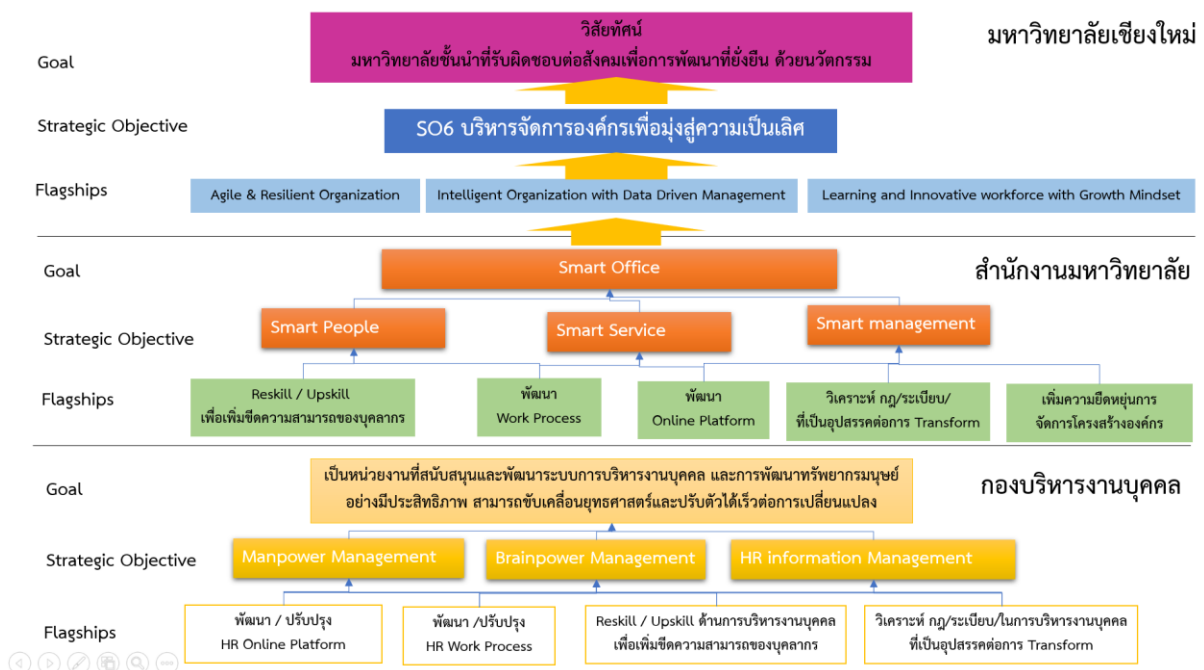 วิสัยทัศน์
มหาวิทยาลัยชั้นนำที่รับผิดชอบต่อสังคมเพื่อการพัฒนาที่ยั่งยืน ด้วยนวัตกรรม
มหาวิทยาลัยเชียงใหม่
Goal
Strategic Objective
SO6 บริหารจัดการองค์กรเพื่อมุ่งสู่ความเป็นเลิศ
Flagships
Agile & Resilient Organization
Intelligent Organization with Data Driven Management
Learning and Innovative workforce with Growth Mindset
Goal
Smart Office
สำนักงานมหาวิทยาลัย
Strategic Objective
Smart People
Smart Service
Smart management
Flagships
Reskill / Upskill
เพื่อเพิ่มขีดความสามารถของบุคลากร
พัฒนา
Work Process
พัฒนา
Online Platform
วิเคราะห์ กฎ/ระเบียบ/
ที่เป็นอุปสรรคต่อการ Transform
เพิ่มความยืดหยุ่นการ
จัดการโครงสร้างองค์กร
Goal
เป็นหน่วยงานที่สนับสนุนและพัฒนาระบบการบริหารงานบุคคล และการพัฒนาทรัพยากรมนุษย์
อย่างมีประสิทธิภาพ สามารถขับเคลื่อนยุทธศาสตร์และปรับตัวได้เร็วต่อการเปลี่ยนแปลง
กองบริหารงานบุคคล
Strategic Objective
Manpower Management
Brainpower Management
HR information Management
Flagships
พัฒนา / ปรับปรุง
HR Online Platform
พัฒนา /ปรับปรุง
HR Work Process
Reskill / Upskill ด้านการบริหารงานบุคคล
เพื่อเพิ่มขีดความสามารถของบุคลากร
วิเคราะห์ กฎ/ระเบียบ/ในการบริหารงานบุคคล
ที่เป็นอุปสรรคต่อการ Transform